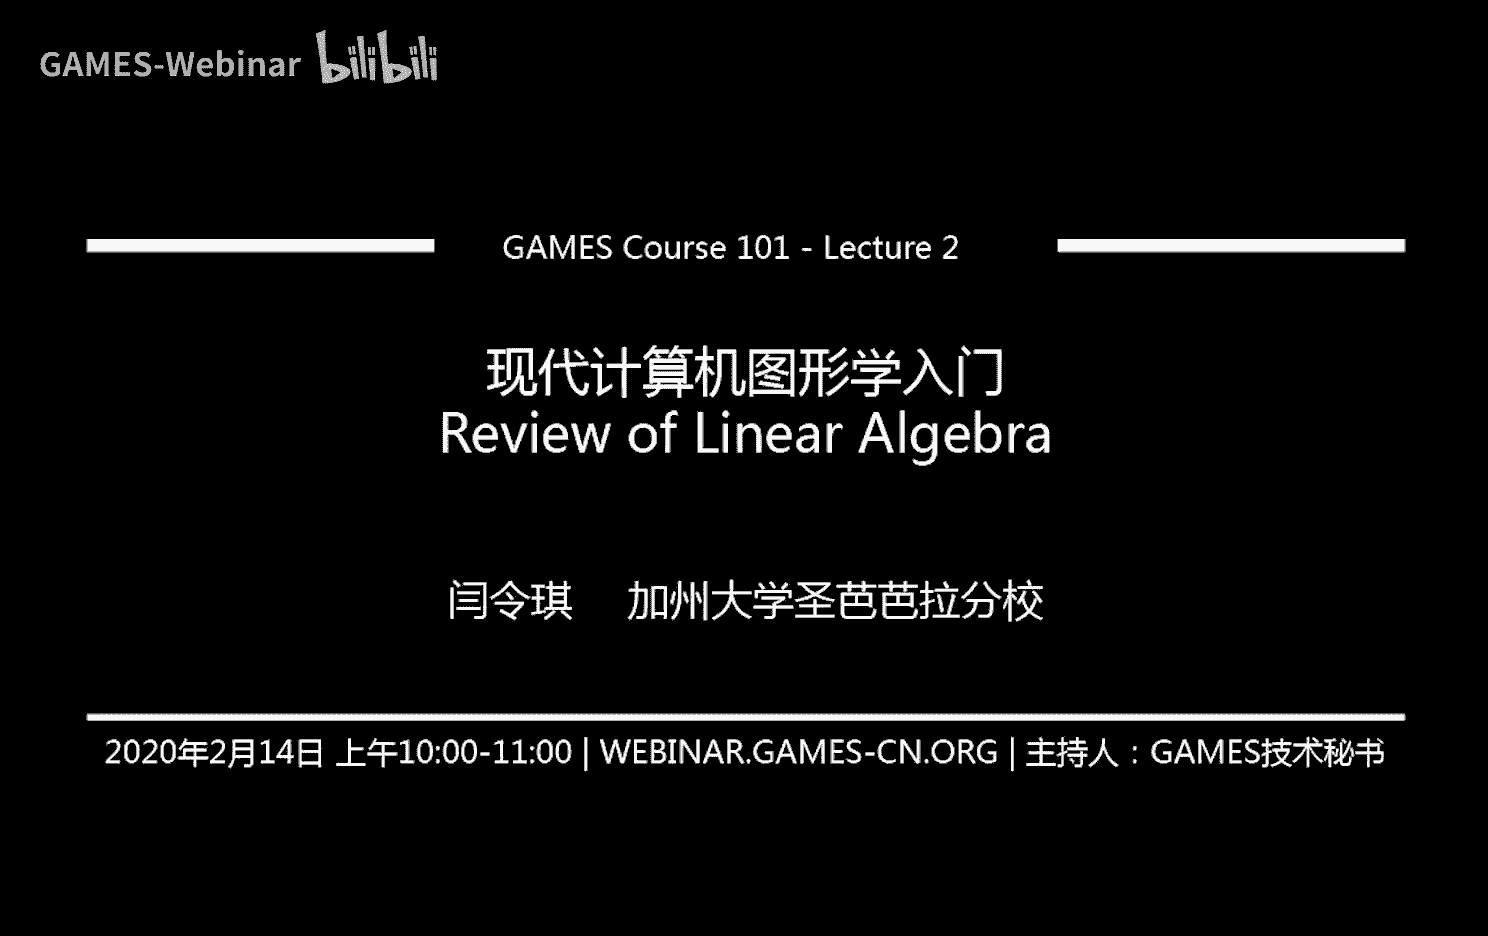 GAMES-Webinar bilibili
GAMES Course 101 - Lecture 2
现代计算机图形学入门
Review of Linear Algebra
闫令琪 加州大学圣芭芭拉分校
2020年2月14日 上午10:00-11:00 | WEBINAR.GAMES-CN.ORG | 主持人：GAMES技术秘书